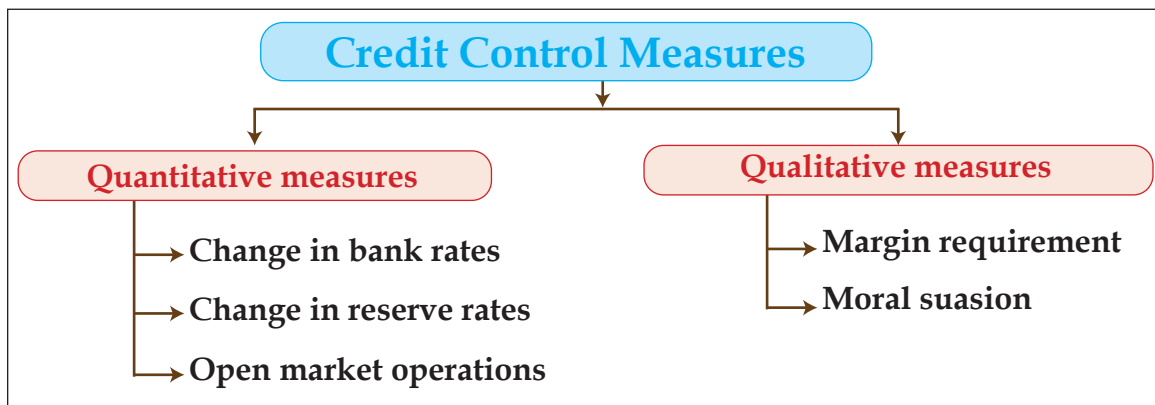 Credit Control Measures
Quantitative measures
Change in bank rates
Change in reserve rates
Open market operations
Qualitative measures
Margin requirement
Moral suasion